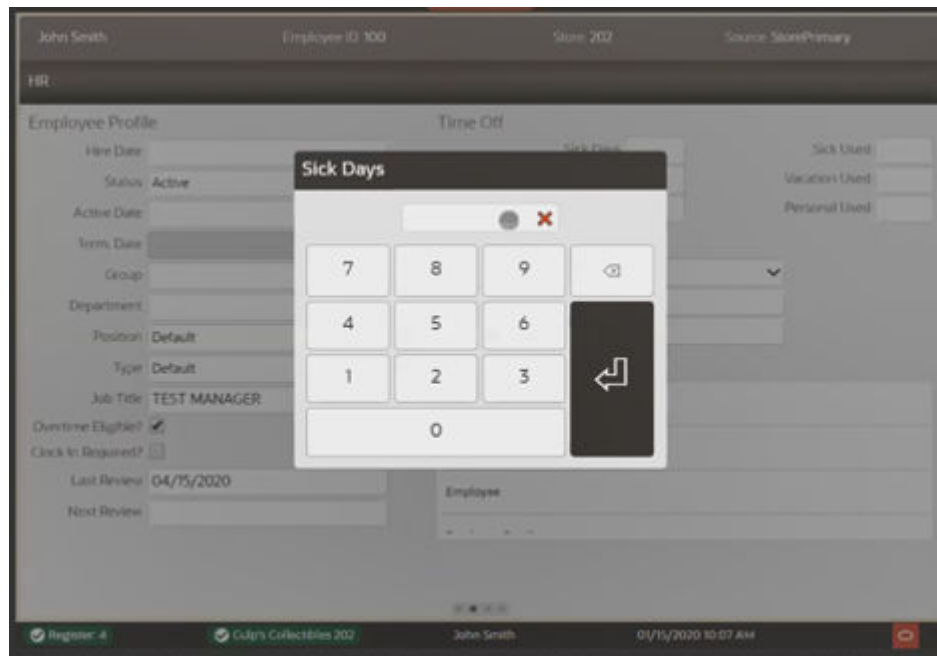 John Smith Employee ID 100 Store 202 Source StorePrimary
HR
Employee Profile Time Off
Hire Date Sick Days Sick Used
Sick Days
Status Active Vacation Used
Active Date Personal Used
Term. Date
7 8 9
Group
Department
4 5 6
Position Default
Type Default
1 2 3
Job Title TEST MANAGER
Overtime Eligible?
0
Clock In Required?
Last Review 04/15/2020
Employee
Next Review
Register: 4 Culp's Collectibles 202 John Smith 01/15/2020 10:07 AM